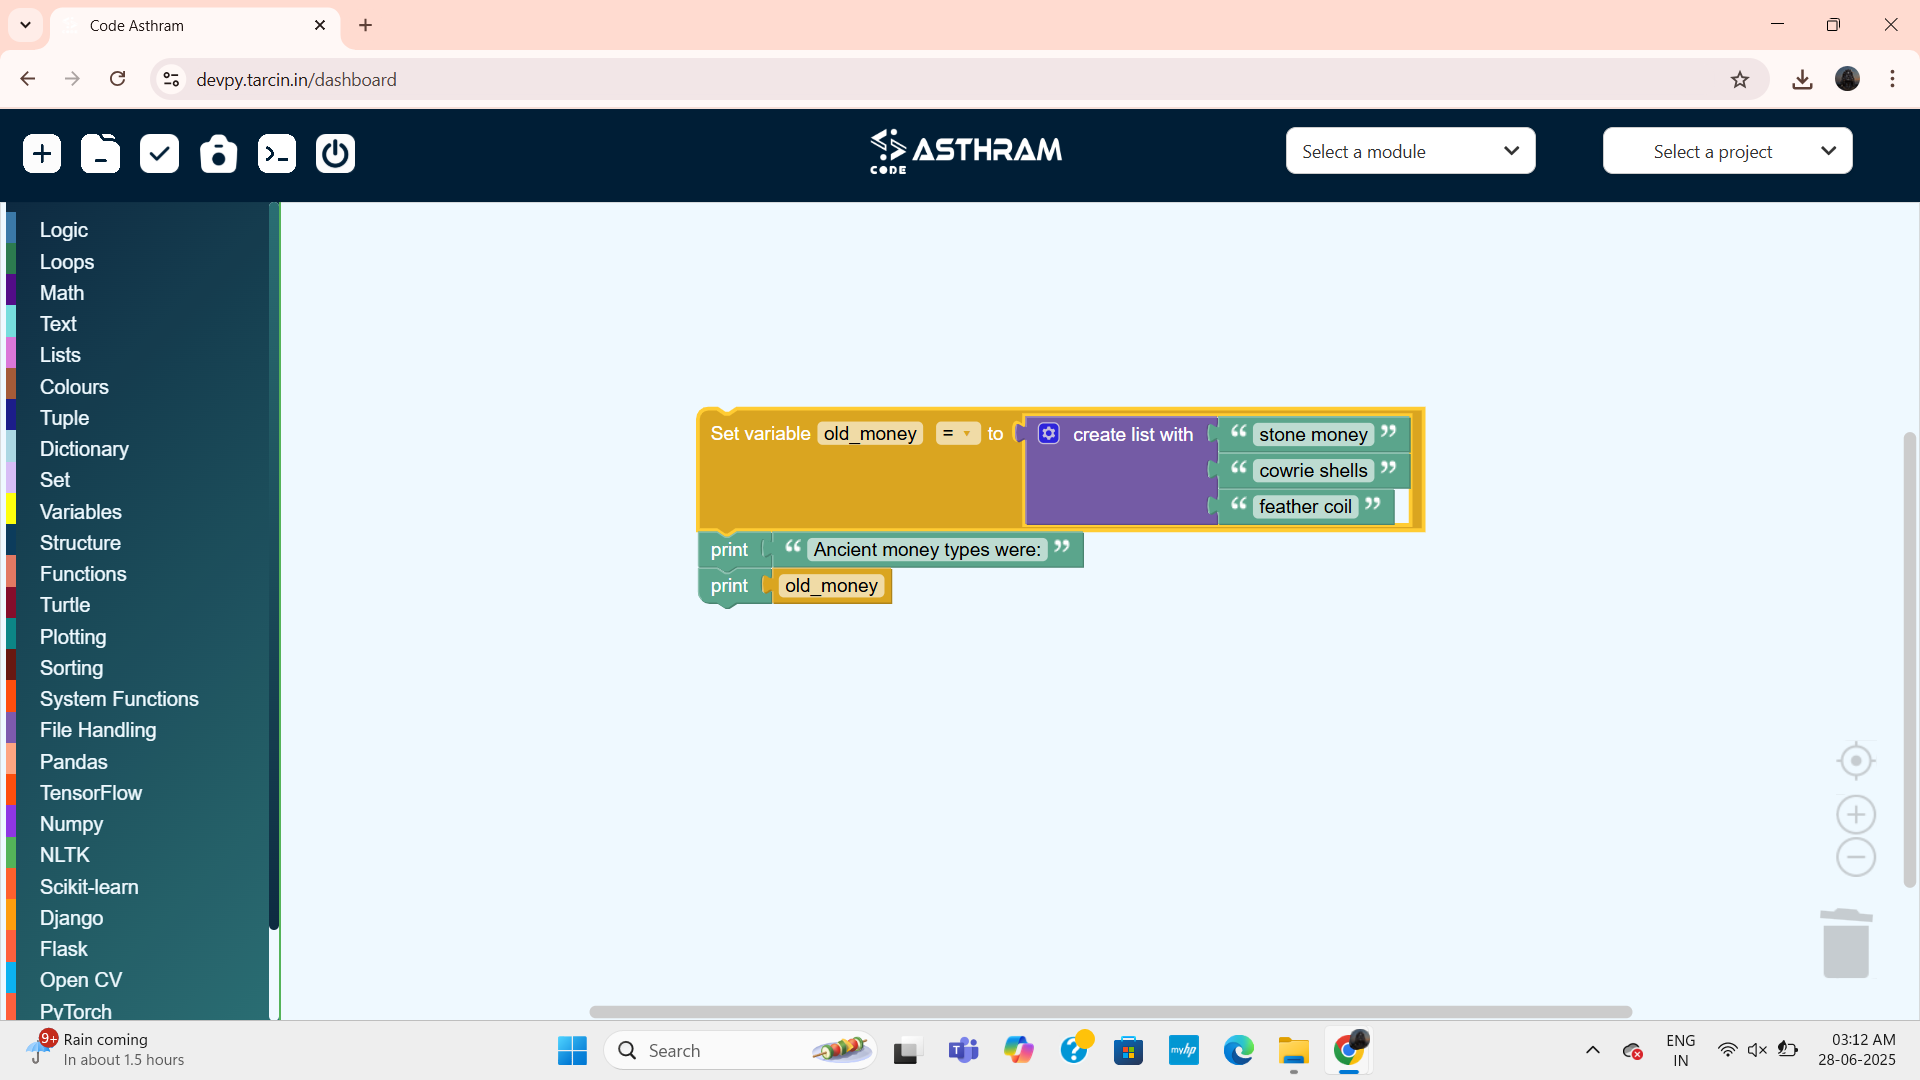 Code Asthram
devpy.tarcin.in/dashboard
ASTHRAM
CODE
Select a module
Select a project
Logic
Loops
Math
Text
Lists
Colours
Tuple
Dictionary
Set
Variables
Structure
Functions
Turtle
Plotting
Sorting
System Functions
File Handling
Pandas
TensorFlow
Numpy
NLTK
Scikit-learn
Django
Flask
Open CV
PyTorch
Set variable old_money = to create list with “ stone money ”
“ cowrie shells ”
“ feather coil ”
print “ Ancient money types were: ”
print old_money
9+
Rain coming
In about 1.5 hours
Search
myhp
ENG
IN
03:12 AM
28-06-2025